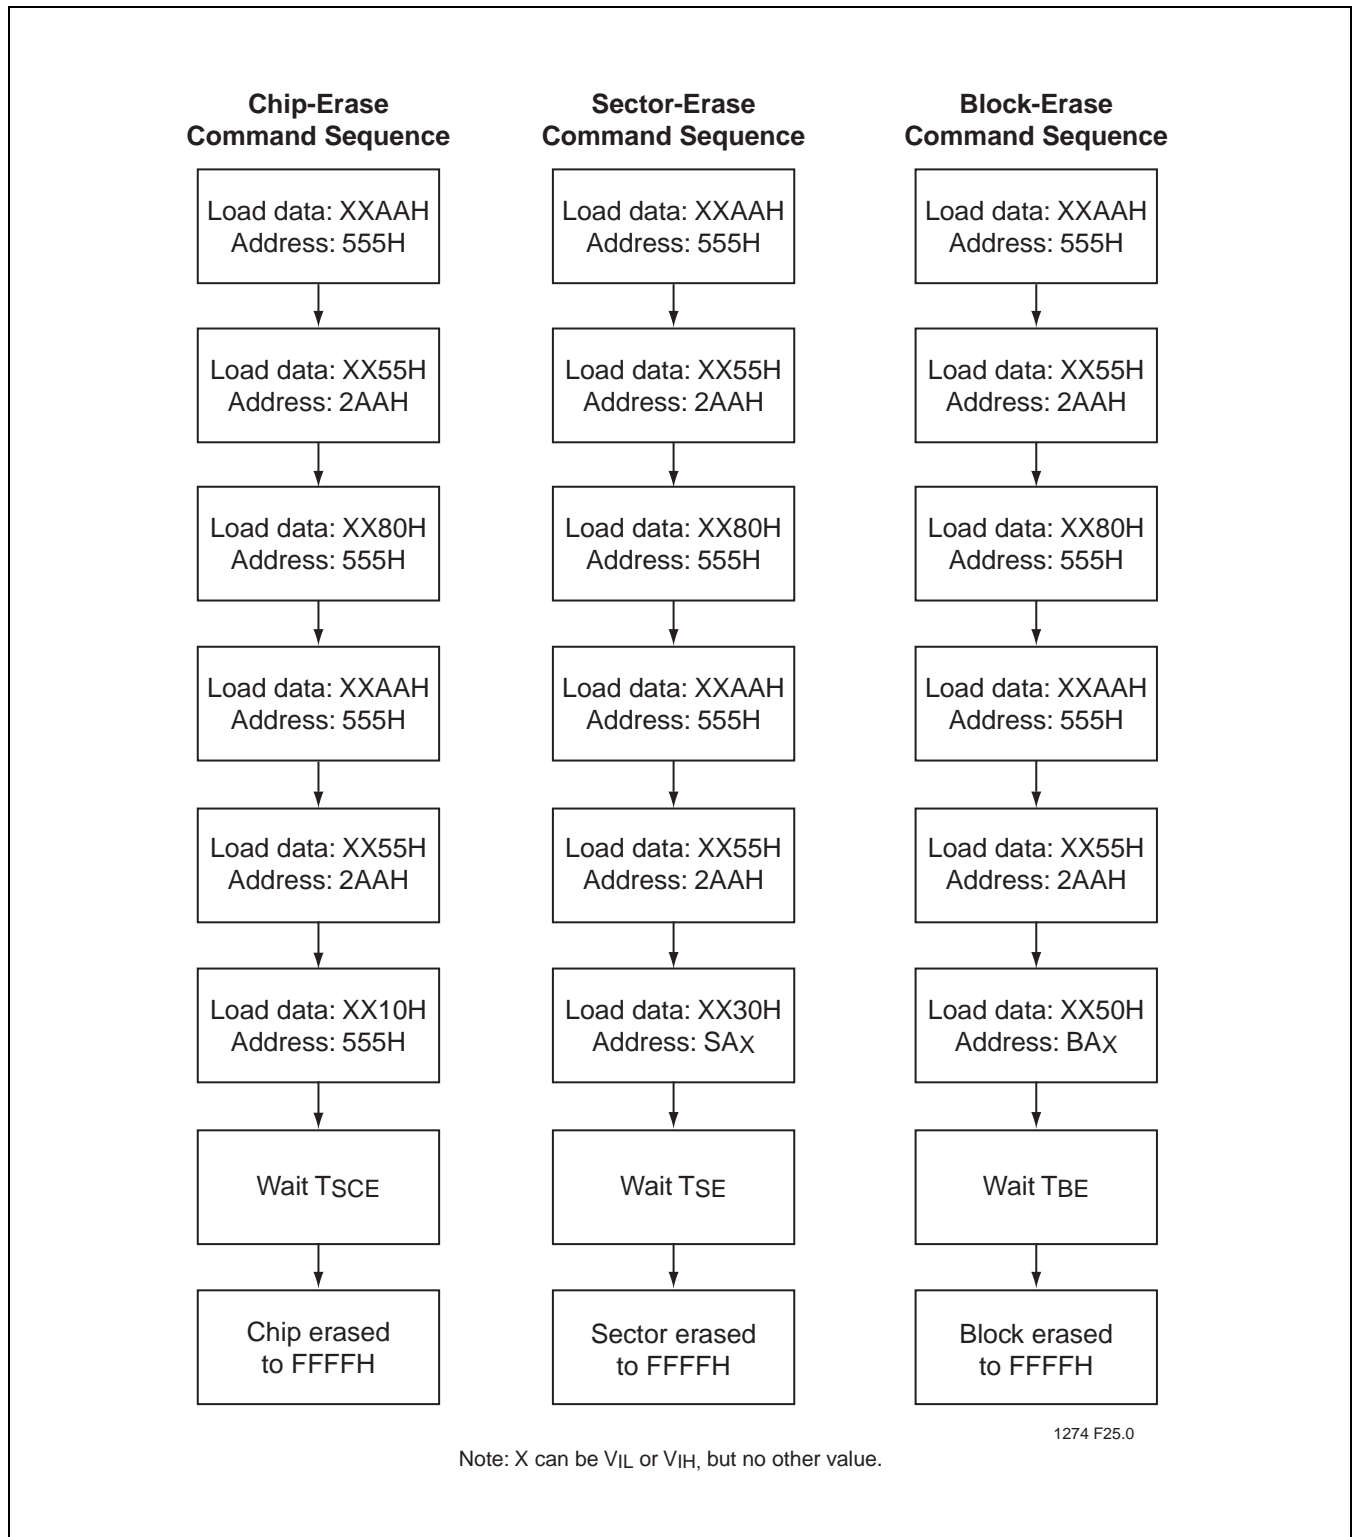 Chip-Erase
Command Sequence
Load data: XXAAH
Address: 555H
Load data: XX55H
Address: 2AAH
Load data: XX80H
Address: 555H
Load data: XXAAH
Address: 555H
Load data: XX55H
Address: 2AAH
Load data: XX10H
Address: 555H
Wait TSCE
Chip erased
to FFFFH
Sector-Erase
Command Sequence
Load data: XXAAH
Address: 555H
Load data: XX55H
Address: 2AAH
Load data: XX80H
Address: 555H
Load data: XXAAH
Address: 555H
Load data: XX55H
Address: 2AAH
Load data: XX30H
Address: SAX
Wait TSE
Sector erased
to FFFFH
Block-Erase
Command Sequence
Load data: XXAAH
Address: 555H
Load data: XX55H
Address: 2AAH
Load data: XX80H
Address: 555H
Load data: XXAAH
Address: 555H
Load data: XX55H
Address: 2AAH
Load data: XX50H
Address: BAX
Wait TBE
Block erased
to FFFFH
1274 F25.0
Note: X can be VIL or VIH, but no other value.